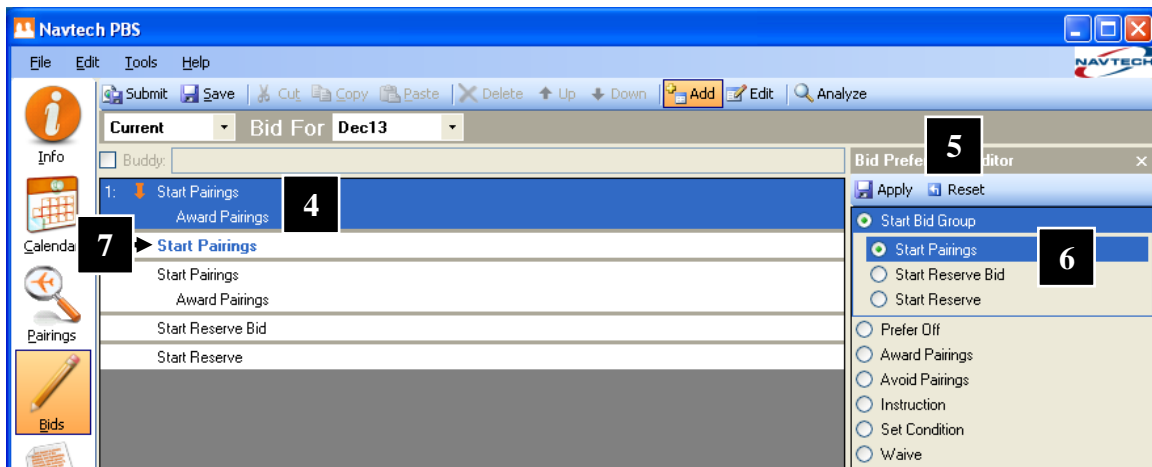 Navtech PBS
File Edit Tools Help
NAVTECH
Submit Save Cut Copy Paste Delete Up Down Add Edit Analyze
Current Bid For Dec13
Info
Buddy:
Bid Prefe 5 ditor
Apply Reset
1: Start Pairings
Award Pairings
4
Start Bid Group
Calenda
7
Start Pairings
Start Pairings
6
Start Pairings
Award Pairings
Start Reserve Bid
Start Reserve
Pairings
Start Reserve Bid
Start Reserve
Prefer Off
Award Pairings
Avoid Pairings
Instruction
Set Condition
Waive
Bids